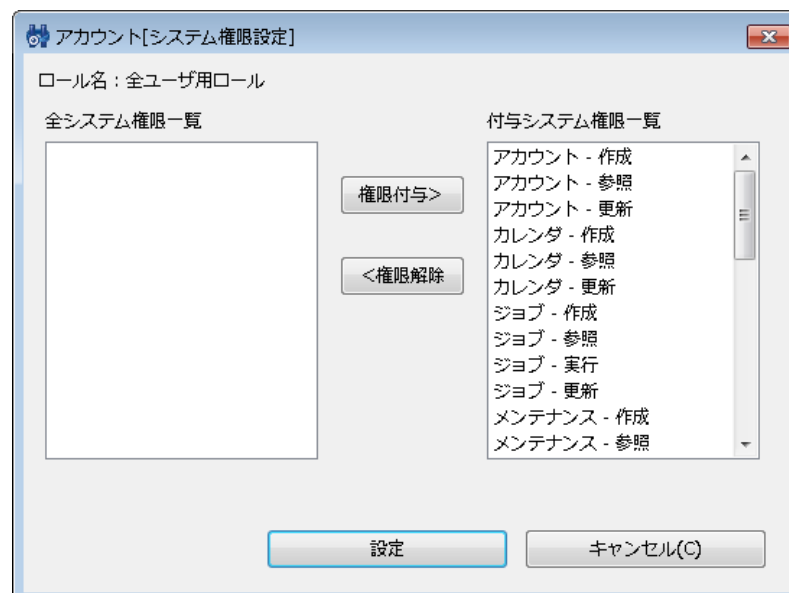 アカウント[システム権限設定]
ロール名：全ユーザ用ロール
全システム権限一覧
付与システム権限一覧
権限付与>
<権限解除
アカウント - 作成
アカウント - 参照
アカウント - 更新
カレンダ - 作成
カレンダ - 参照
カレンダ - 更新
ジョブ - 作成
ジョブ - 参照
ジョブ - 実行
ジョブ - 更新
メンテナンス - 作成
メンテナンス - 参照
設定
キャンセル(C)